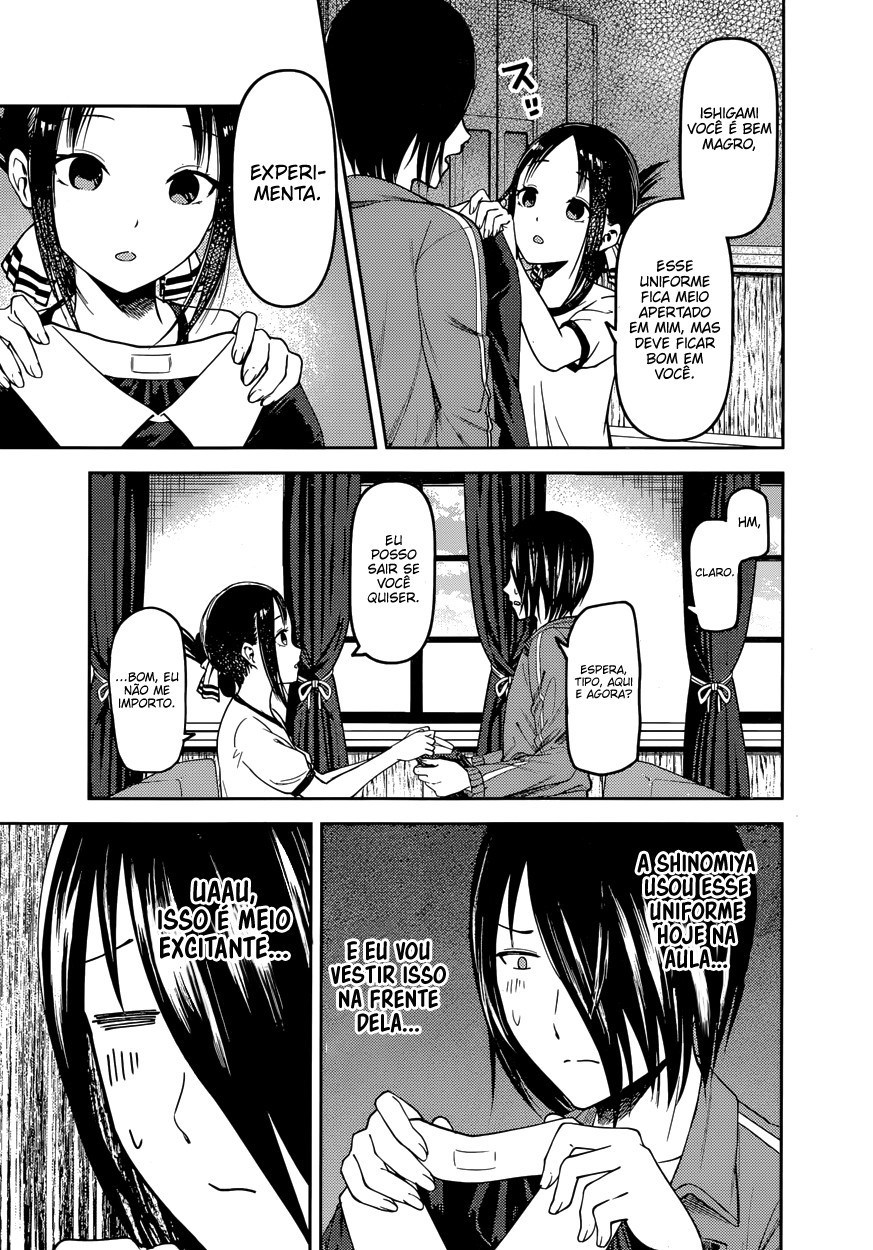 ISHIGAMI
VOCÊ É BEM
MAGRO,
ESSE
UNIFORME
FICA MEIO
APERTADO
EM MIM, MAS
DEVE FICAR
BOM EM
VOCÊ.
スッ
EXPERI-
MENTA.
HM,
CLARO.
ESPERA,
TIPO, AQUI
E AGORA?
EU
POSSO
SAIR SE
VOCÊ
QUISER.
...BOM, EU
NÃO ME
IMPORTO.
A SHINOMIYA
USOU ESSE
UNIFORME
HOJE NA
AULA...
E EU VOU
VESTIR ISSO
NA FRENTE
DELA...
UAAU,
ISSO É MEIO
EXCITANTE...